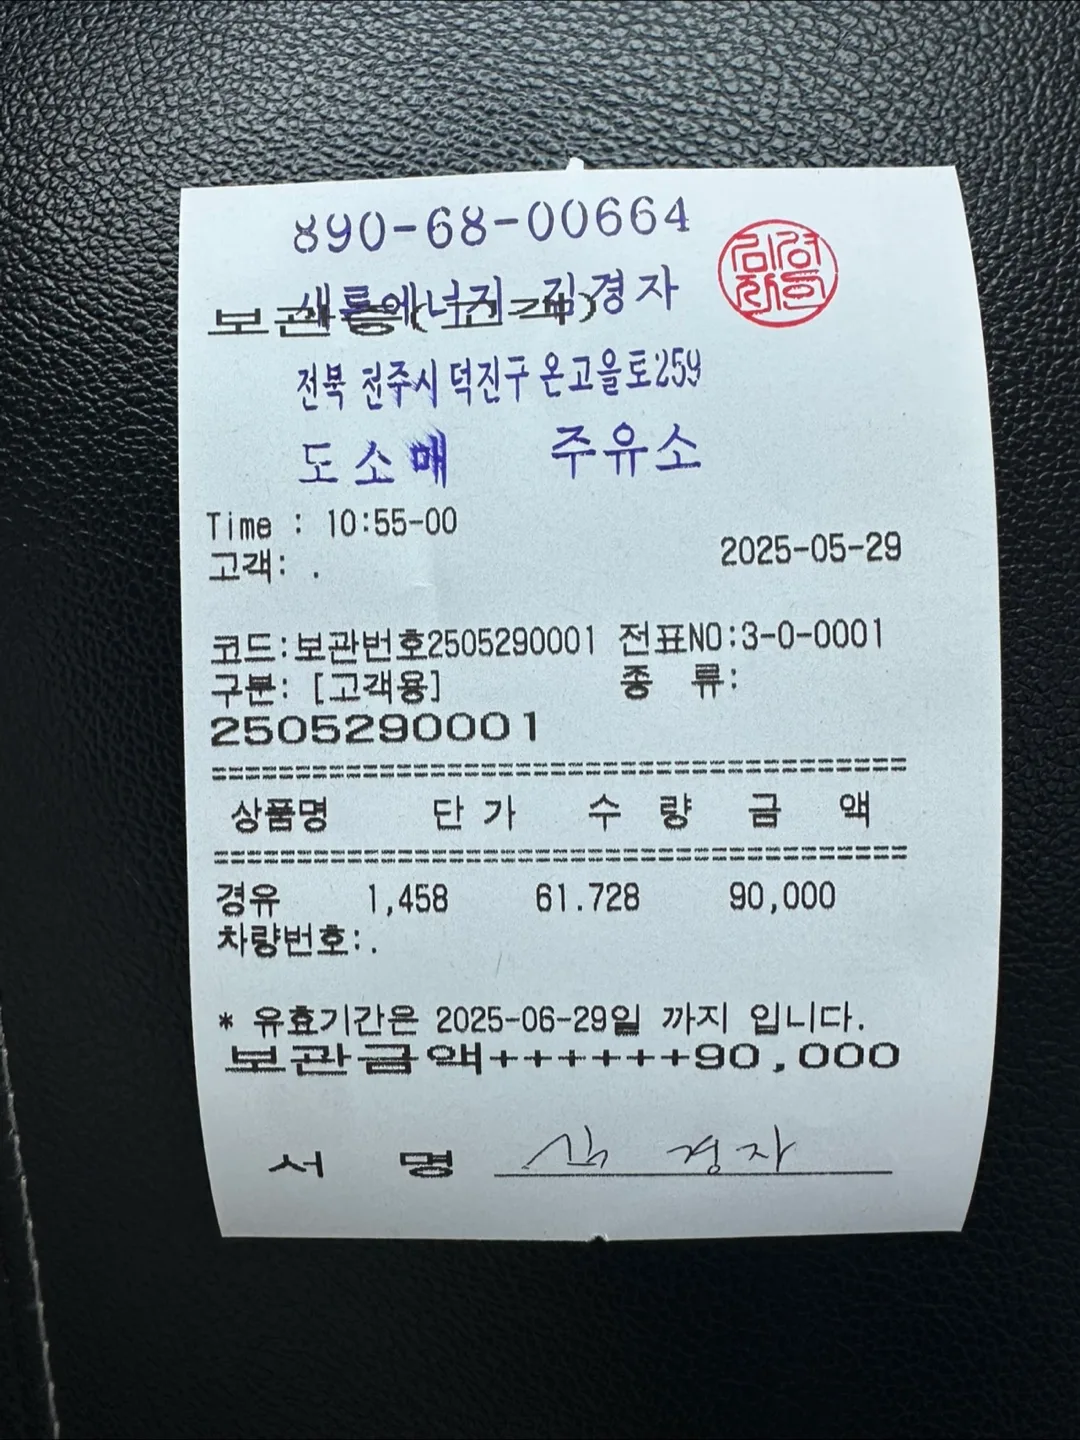 890-68-00664
새론에너지 김경자
보관증(고객)
전북 전주시 덕진구 온고을로259
도소매 주유소
Time : 10:55-00
고객: .
2025-05-29
코드:보관번호2505290001 전표NO:3-0-0001
구분: [고객용] 종 류:
2505290001
상품명 단가 수 량 금 액
경유 1,458 61.728 90,000
차량번호:.
* 유효기간은 2025-06-29일 까지 입니다.
보관금액++++++90,000
서 명 김 경자